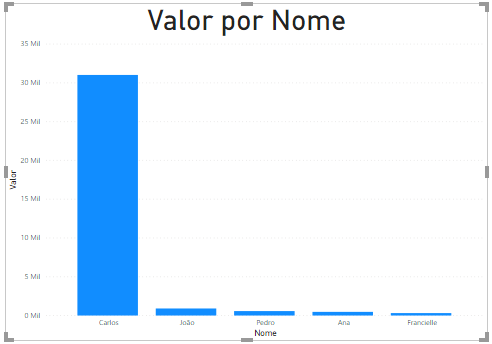 Valor por Nome
35 Mil
30 Mil
25 Mil
20 Mil
15 Mil
10 Mil
5 Mil
0 Mil
Valor
Carlos João Pedro Ana Francielle
Nome